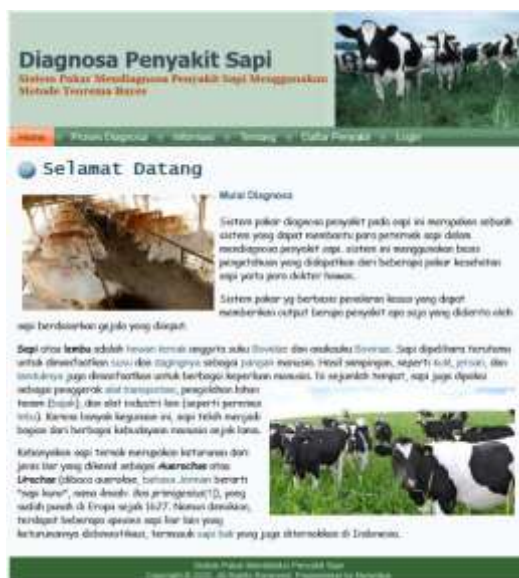 Diagnosa Penyakit Sapi
Sistem Pakar Mendiagnosa Penyakit Sapi Menggunakan
Metode Teorema Bayes
Home Proses Diagnosa Informasi Tentang Daftar Penyakit Login
Selamat Datang
Mulai Diagnosa
Sistem pakar diagnosa penyakit pada sapi ini merupakan sebuah
sistem yang dapat membantu para peternak sapi dalam
mendiagnosa penyakit sapi. sistem ini menggunakan basis
pengetahuan yang didapatkan dari beberapa pakar kesehatan
sapi yaitu para dokter hewan.
Sistem pakar yg berbasis penalaran kasus yang dapat
memberikan output berupa penyakit apa saja yang diderita oleh
sapi berdasarkan gejala yang diinput.
Sapi atau lembu adalah hewan ternak anggota suku Bovidae dan anaksuku Bovinae. Sapi dipelihara terutama
untuk dimanfaatkan susu dan dagingnya sebagai pangan manusia. Hasil sampingan, seperti kulit, jeroan, dan
tanduknya juga dimanfaatkan untuk berbagai keperluan manusia. Di sejumlah tempat, sapi juga dipakai
sebagai penggerak alat transportasi, pengolahan lahan
tanam (bajak), dan alat industri lain (seperti peremas
tebu). Karena banyak kegunaan ini, sapi telah menjadi
bagian dari berbagai kebudayaan manusia sejak lama.
Kebanyakan sapi ternak merupakan keturunan dari
jenis liar yang dikenal sebagai Auerochse atau
Urochse (dibaca auerokse, bahasa Jerman berarti
"sapi kuno", nama ilmiah: Bos primigenius[1]), yang
sudah punah di Eropa sejak 1627. Namun demikian,
terdapat beberapa spesies sapi liar lain yang
keturunannya didomestikasi, termasuk sapi bali yang juga diternakkan di Indonesia.
Sistem Pakar Mendeteksi Penyakit Sapi